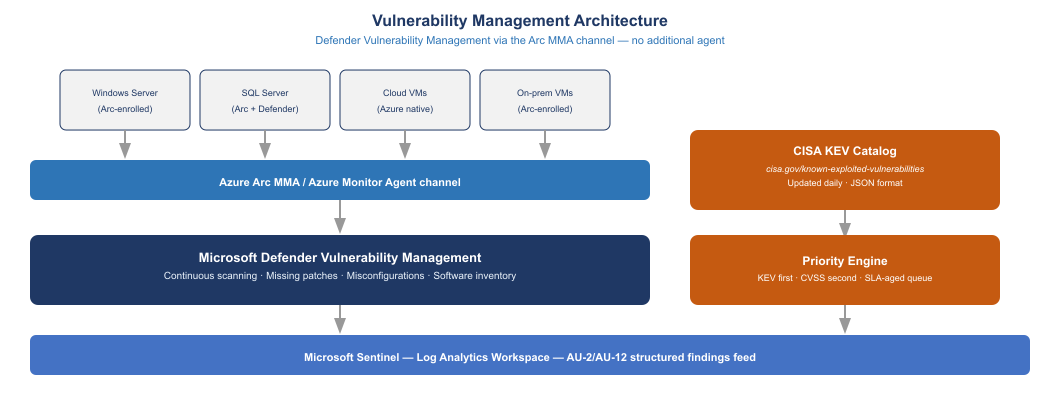 Vulnerability Management Architecture
Defender Vulnerability Management via the Arc MMA channel — no additional agent
Windows Server
(Arc-enrolled)
SQL Server
(Arc + Defender)
Cloud VMs
(Azure native)
On-prem VMs
(Arc-enrolled)
Azure Arc MMA / Azure Monitor Agent channel
CISA KEV Catalog
cisa.gov/known-exploited-vulnerabilities
Updated daily · JSON format
Microsoft Defender Vulnerability Management
Continuous scanning · Missing patches · Misconfigurations · Software inventory
Priority Engine
KEV first · CVSS second · SLA-aged queue
Microsoft Sentinel — Log Analytics Workspace — AU-2/AU-12 structured findings feed